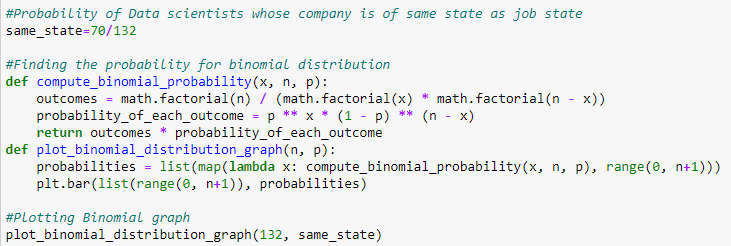 #Probability of Data scientists whose company is of same state as job state
same_state=70/132
#Finding the probability for binomial distribution
def compute_binomial_probability(x, n, p):
    outcomes = math.factorial(n) / (math.factorial(x) * math.factorial(n - x))
    probability_of_each_outcome = p ** x * (1 - p) ** (n - x)
    return outcomes * probability_of_each_outcome
def plot_binomial_distribution_graph(n, p):
    probabilities = list(map(lambda x: compute_binomial_probability(x, n, p), range(0, n+1)))
    plt.bar(list(range(0, n+1)), probabilities)
#Plotting Binomial graph
plot_binomial_distribution_graph(132, same_state)